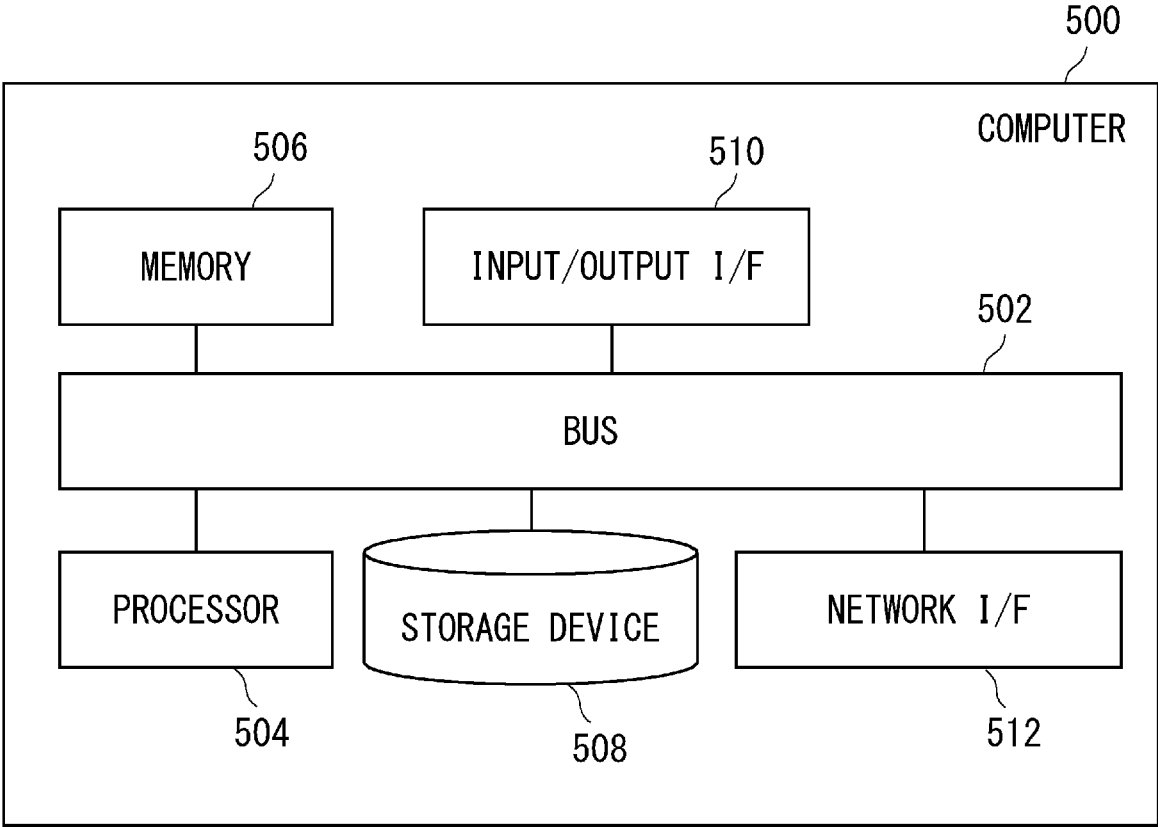 500
COMPUTER
506
510
MEMORY
INPUT/OUTPUT I/F
502
BUS
PROCESSOR
STORAGE DEVICE
NETWORK I/F
504
508
512